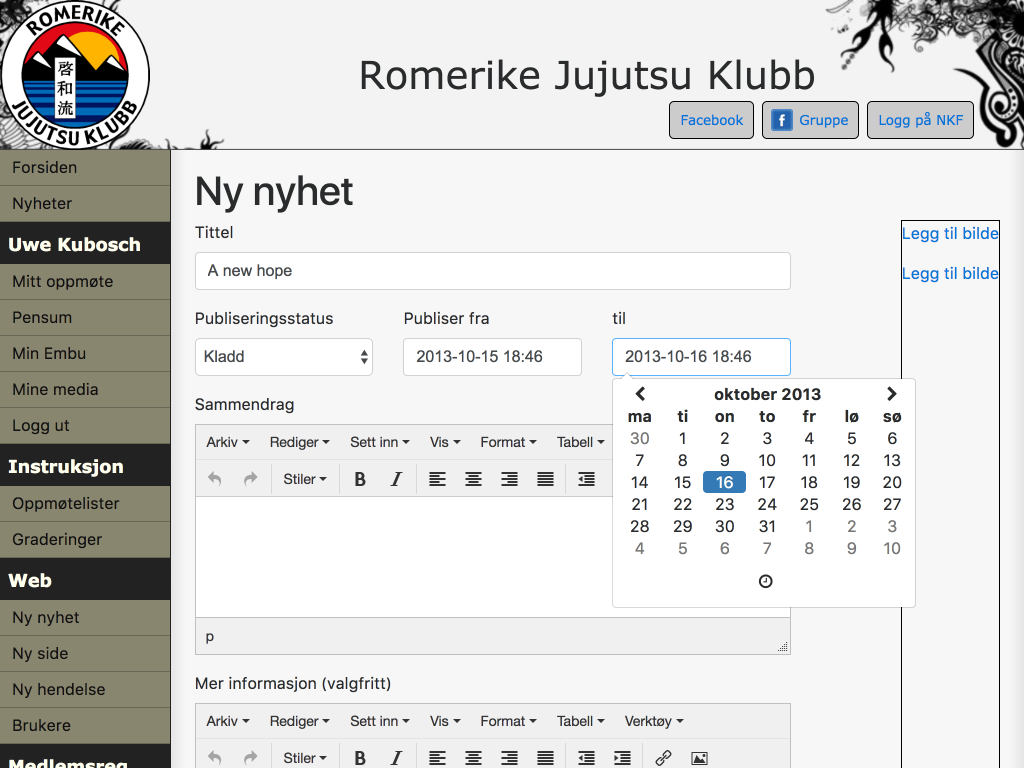 ROMERIKE
啓和流
JUJUTSU KLUBB
Romerike Jujutsu Klubb
Facebook
Gruppe
Logg på NKF
Forsiden
Nyheter
Uwe Kubosch
Mitt oppmøte
Pensum
Min Embu
Mine media
Logg ut
Instruksjon
Oppmøtelister
Graderinger
Web
Ny nyhet
Ny side
Ny hendelse
Brukere
Medlemsreg
Ny nyhet
Tittel
A new hope
Publiseringsstatus Publiser fra til
Kladd 2013-10-15 18:46 2013-10-16 18:46
oktober 2013
ma ti on to fr lø sø
30 1 2 3 4 5 6
7 8 9 10 11 12 13
14 15 16 17 18 19 20
21 22 23 24 25 26 27
28 29 30 31 1 2 3
4 5 6 7 8 9 10
Sammendrag
Arkiv Rediger Sett inn Vis Format Tabell
Stiler B I
p
Mer informasjon (valgfritt)
Arkiv Rediger Sett inn Vis Format Tabell Verktøy
Stiler B I
Legg til bilde
Legg til bilde